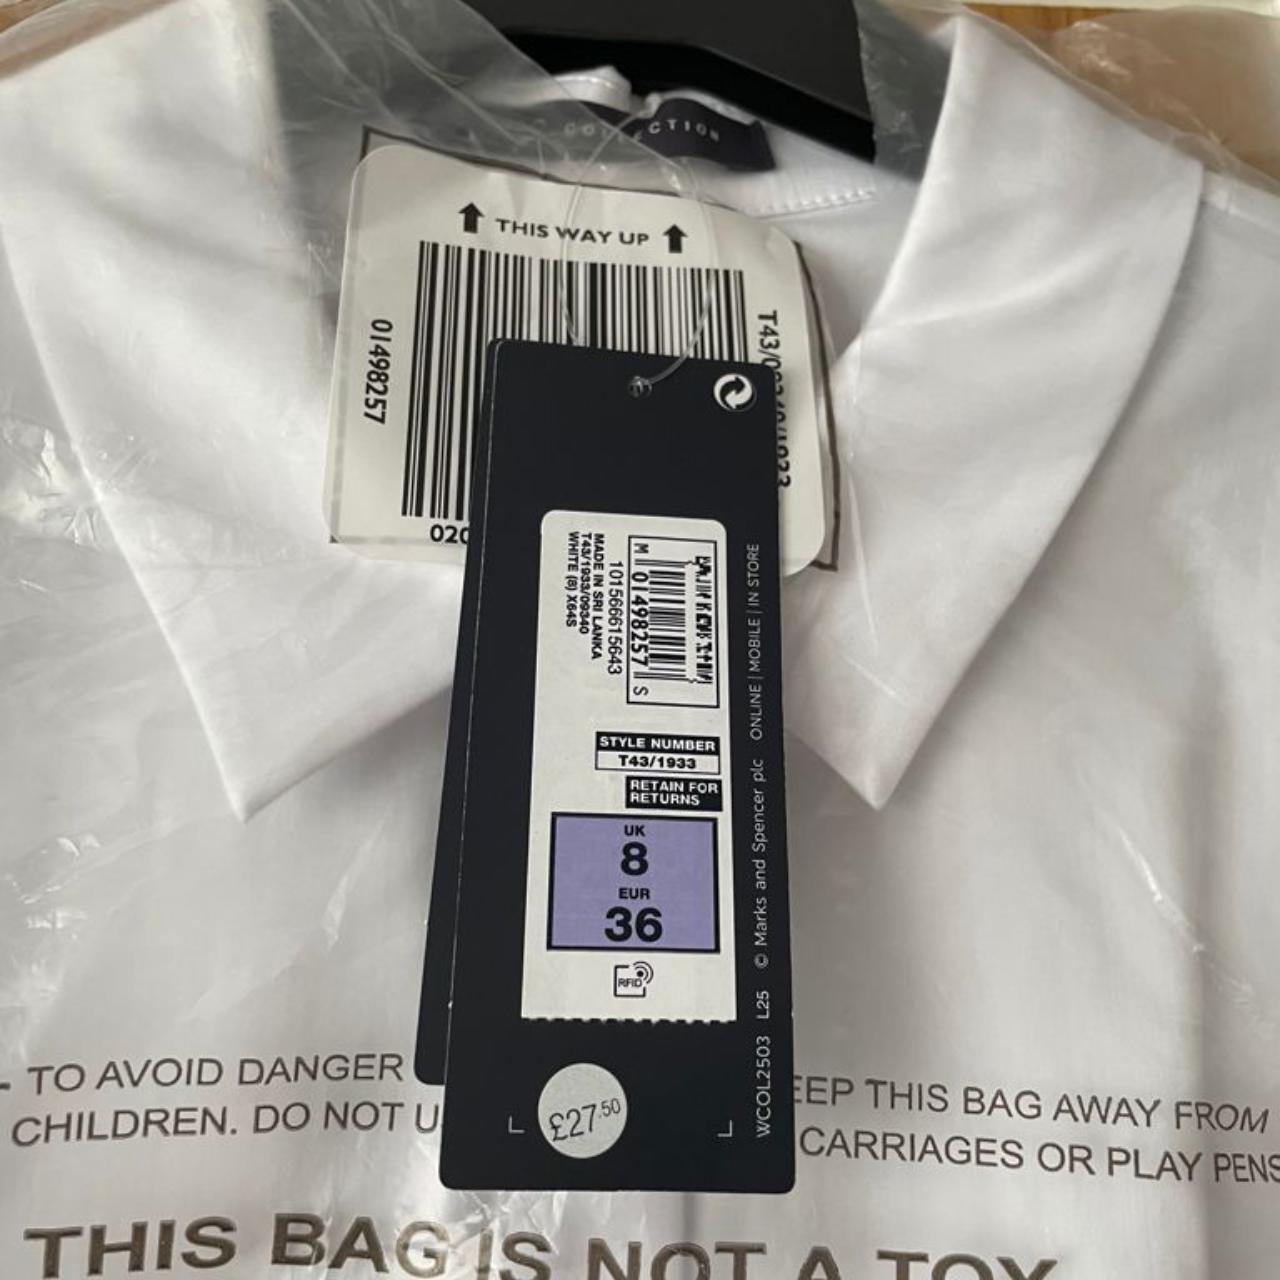 COLLECTION
THIS WAY UP
01498257
020
MADE IN SRI LANKA
T43/1933/09340
WHITE (8) X64S
101566615643
M 01498257 S
STYLE NUMBER
T43/1933
RETAIN FOR
RETURNS
UK
8
EUR
36
RFID
£27.50
WCOL2503 L25 © Marks and Spencer plc ONLINE | MOBILE | IN STORE
TO AVOID DANGER EEP THIS BAG AWAY FROM
CHILDREN. DO NOT U CARRIAGES OR PLAY PENS
THIS BAG IS NOT A TOY